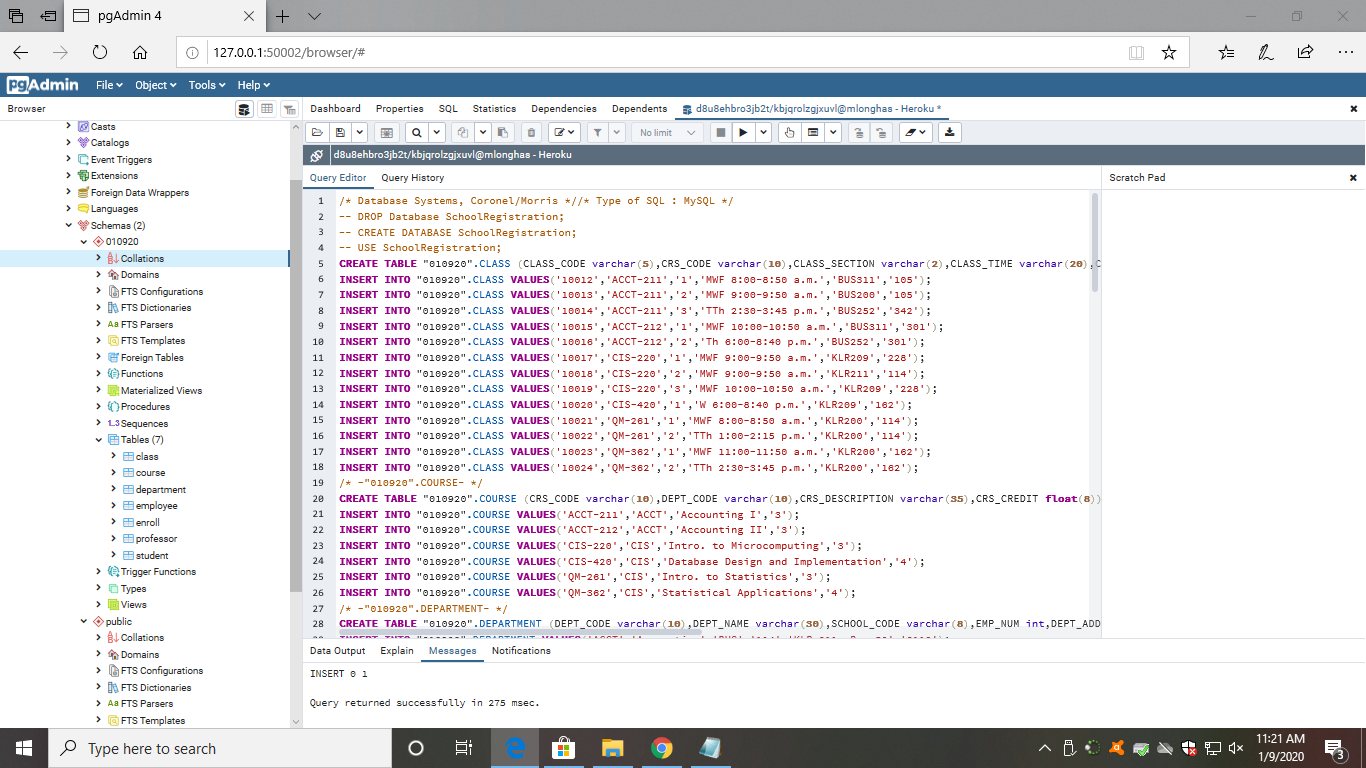 pgAdmin 4
127.0.0.1:50002/browser/#
pgAdmin File Object Tools Help
Browser
Dashboard Properties SQL Statistics Dependencies Dependents d8u8ehbro3jb2t/kbjqrolzgjxuvl@mlonghas - Heroku *
No limit
d8u8ehbro3jb2t/kbjqrolzgjxuvl@mlonghas - Heroku
Query Editor Query History
Scratch Pad
Casts
Catalogs
Event Triggers
Extensions
Foreign Data Wrappers
Languages
Schemas (2)
010920
Collations
Domains
FTS Configurations
FTS Dictionaries
FTS Parsers
FTS Templates
Foreign Tables
Functions
Materialized Views
Procedures
1..3 Sequences
Tables (7)
class
course
department
employee
enroll
professor
student
Trigger Functions
Types
Views
public
Collations
Domains
FTS Configurations
FTS Dictionaries
FTS Parsers
FTS Templates
1 /* Database Systems, Coronel/Morris *//* Type of SQL : MySQL */
2 -- DROP Database SchoolRegistration;
3 -- CREATE DATABASE SchoolRegistration;
4 -- USE SchoolRegistration;
5 CREATE TABLE "010920".CLASS (CLASS_CODE varchar(5),CRS_CODE varchar(10),CLASS_SECTION varchar(2),CLASS_TIME varchar(20),C
6 INSERT INTO "010920".CLASS VALUES('10012','ACCT-211','1','MWF 8:00-8:50 a.m.','BUS311','105');
7 INSERT INTO "010920".CLASS VALUES('10013','ACCT-211','2','MWF 9:00-9:50 a.m.','BUS200','105');
8 INSERT INTO "010920".CLASS VALUES('10014','ACCT-211','3','TTh 2:30-3:45 p.m.','BUS252','342');
9 INSERT INTO "010920".CLASS VALUES('10015','ACCT-212','1','MWF 10:00-10:50 a.m.','BUS311','301');
10 INSERT INTO "010920".CLASS VALUES('10016','ACCT-212','2','Th 6:00-8:40 p.m.','BUS252','301');
11 INSERT INTO "010920".CLASS VALUES('10017','CIS-220','1','MWF 9:00-9:50 a.m.','KLR209','228');
12 INSERT INTO "010920".CLASS VALUES('10018','CIS-220','2','MWF 9:00-9:50 a.m.','KLR211','114');
13 INSERT INTO "010920".CLASS VALUES('10019','CIS-220','3','MWF 10:00-10:50 a.m.','KLR209','228');
14 INSERT INTO "010920".CLASS VALUES('10020','CIS-420','1','W 6:00-8:40 p.m.','KLR209','162');
15 INSERT INTO "010920".CLASS VALUES('10021','QM-261','1','MWF 8:00-8:50 a.m.','KLR200','114');
16 INSERT INTO "010920".CLASS VALUES('10022','QM-261','2','TTh 1:00-2:15 p.m.','KLR200','114');
17 INSERT INTO "010920".CLASS VALUES('10023','QM-362','1','MWF 11:00-11:50 a.m.','KLR200','162');
18 INSERT INTO "010920".CLASS VALUES('10024','QM-362','2','TTh 2:30-3:45 p.m.','KLR200','162');
19 /* -"010920".COURSE- */
20 CREATE TABLE "010920".COURSE (CRS_CODE varchar(10),DEPT_CODE varchar(10),CRS_DESCRIPTION varchar(35),CRS_CREDIT float(8))
21 INSERT INTO "010920".COURSE VALUES('ACCT-211','ACCT','Accounting I','3');
22 INSERT INTO "010920".COURSE VALUES('ACCT-212','ACCT','Accounting II','3');
23 INSERT INTO "010920".COURSE VALUES('CIS-220','CIS','Intro. to Microcomputing','3');
24 INSERT INTO "010920".COURSE VALUES('CIS-420','CIS','Database Design and Implementation','4');
25 INSERT INTO "010920".COURSE VALUES('QM-261','CIS','Intro. to Statistics','3');
26 INSERT INTO "010920".COURSE VALUES('QM-362','CIS','Statistical Applications','4');
27 /* -"010920".DEPARTMENT- */
28 CREATE TABLE "010920".DEPARTMENT (DEPT_CODE varchar(10),DEPT_NAME varchar(30),SCHOOL_CODE varchar(8),EMP_NUM int,DEPT_ADD
Data Output Explain Messages Notifications
INSERT 0 1
Query returned successfully in 275 msec.
Type here to search
11:21 AM
1/9/2020
3